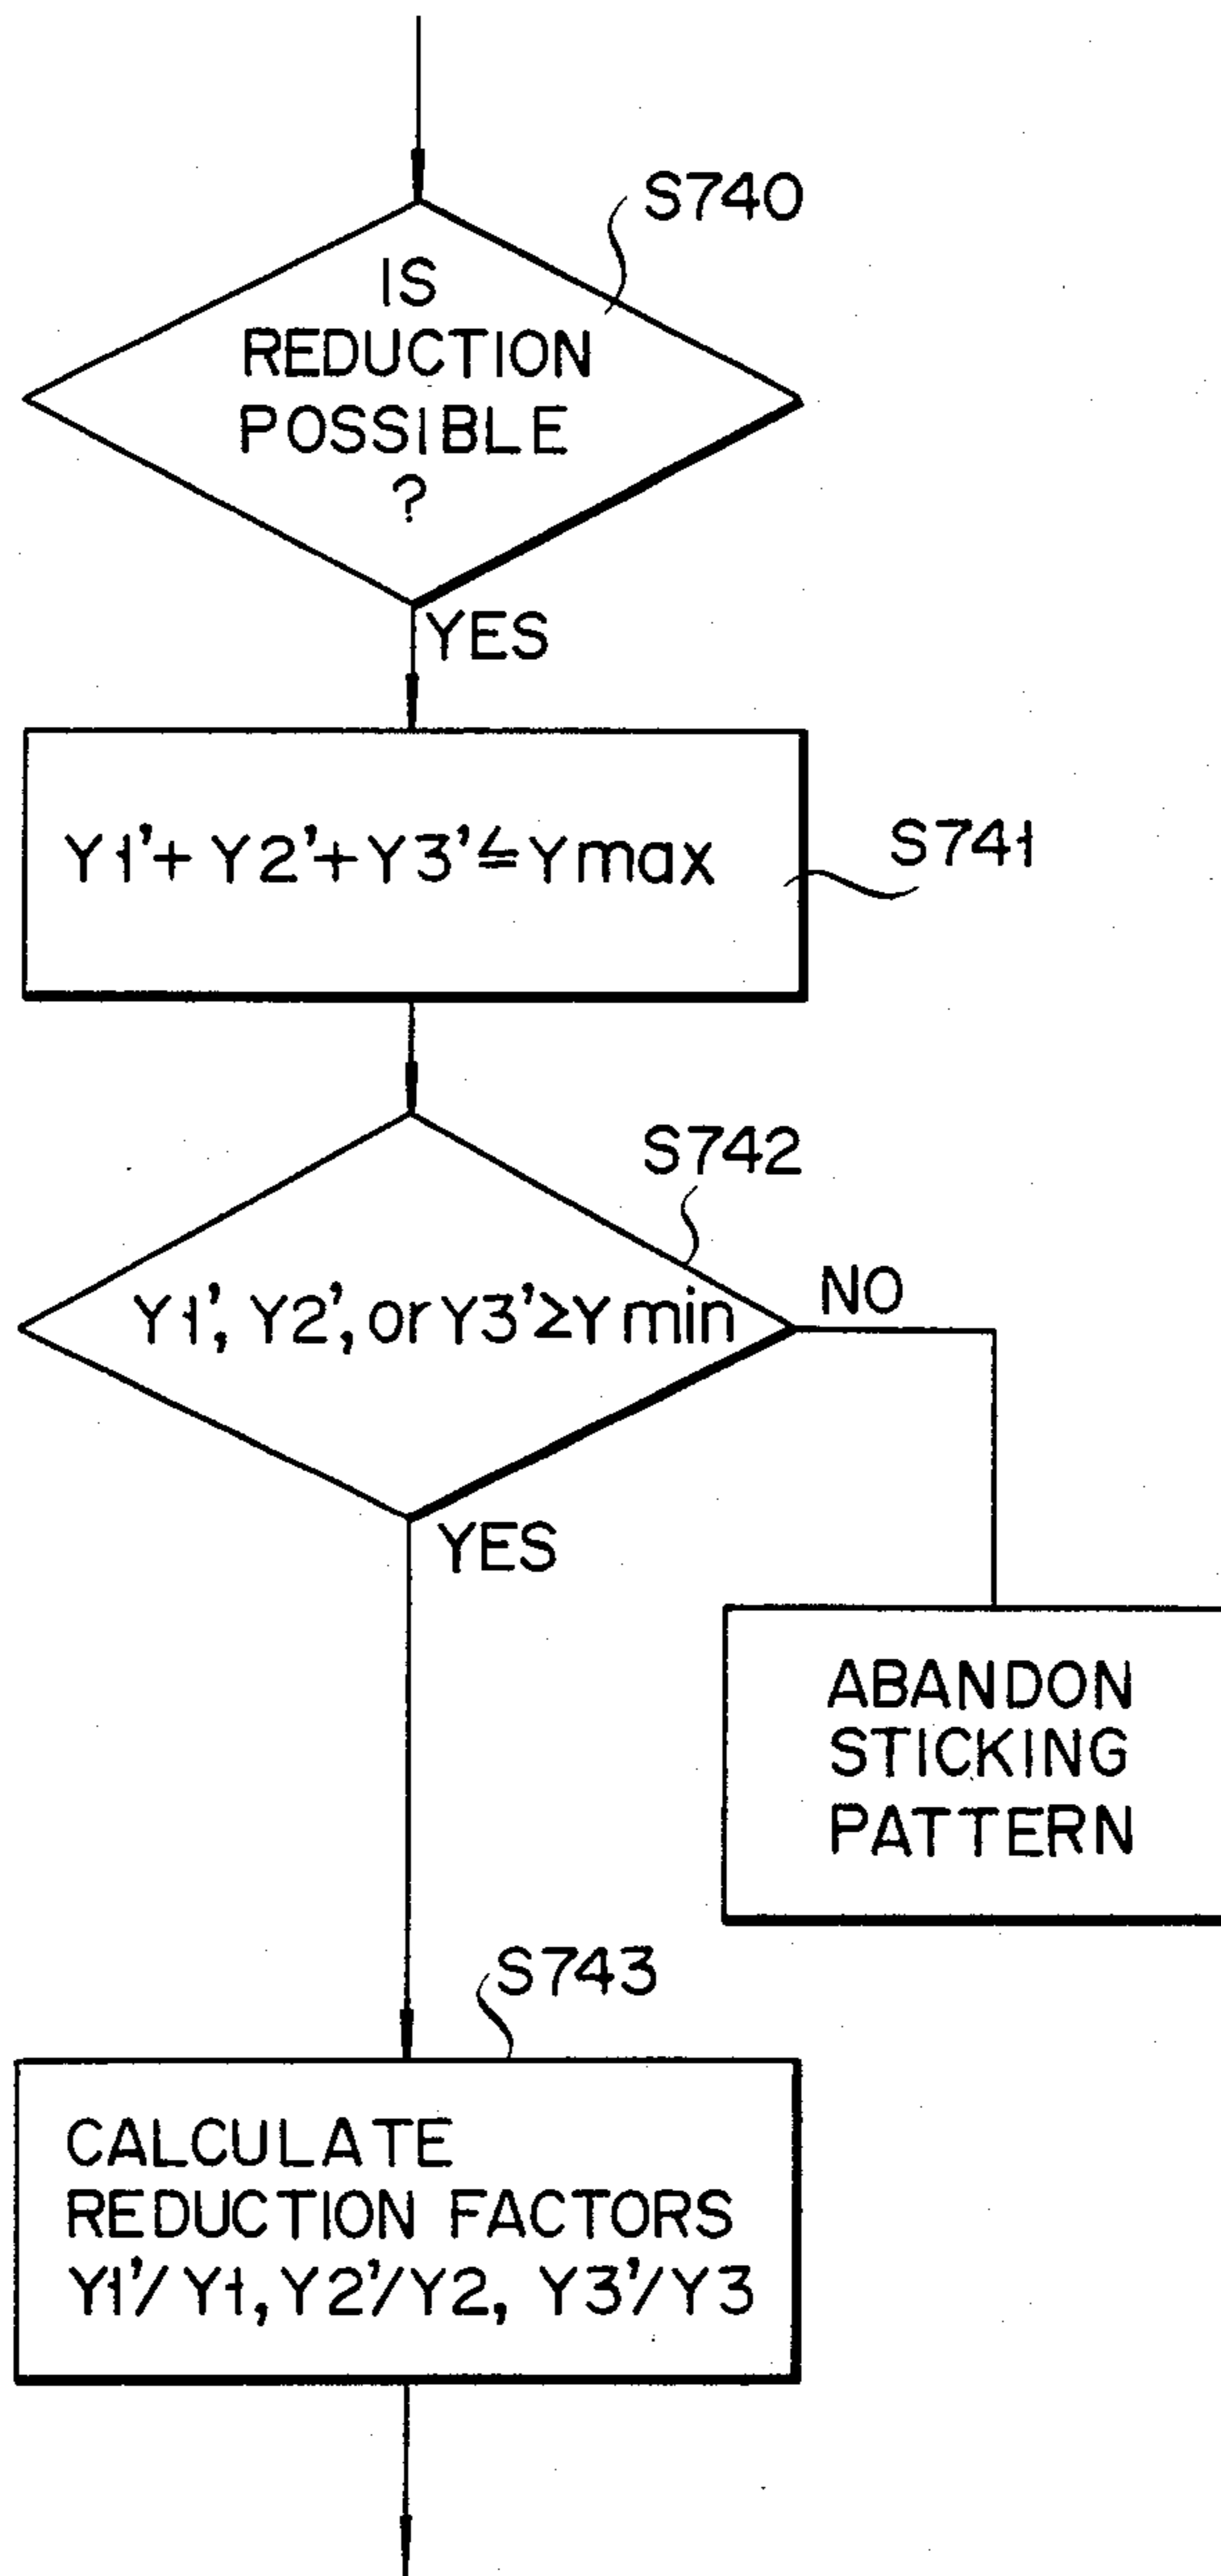 S740
IS
REDUCTION
POSSIBLE
?
YES
Y1'+ Y2'+Y3'≦Ymax
S741
S742
Y1', Y2', or Y3'≥Ymin
NO
YES
ABANDON
STICKING
PATTERN
S743
CALCULATE
REDUCTION FACTORS
Y1'/Y1, Y2'/Y2, Y3'/Y3